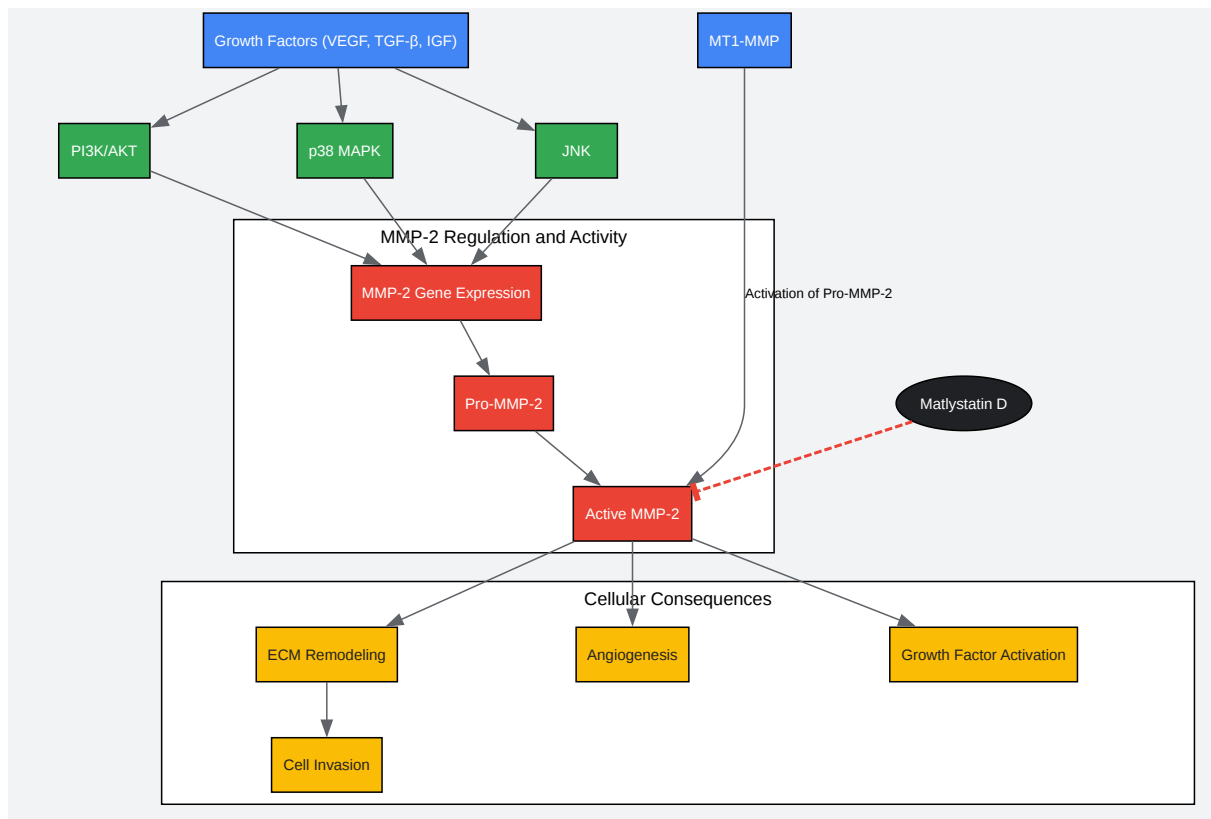 Growth Factors (VEGF, TGF-β, IGF)
MT1-MMP
PI3K/AKT
p38 MAPK
JNK
MMP-2 Regulation and Activity
MMP-2 Gene Expression
Activation of Pro-MMP-2
Pro-MMP-2
Matlystatin D
Active MMP-2
Cellular Consequences
ECM Remodeling
Angiogenesis
Growth Factor Activation
Cell Invasion